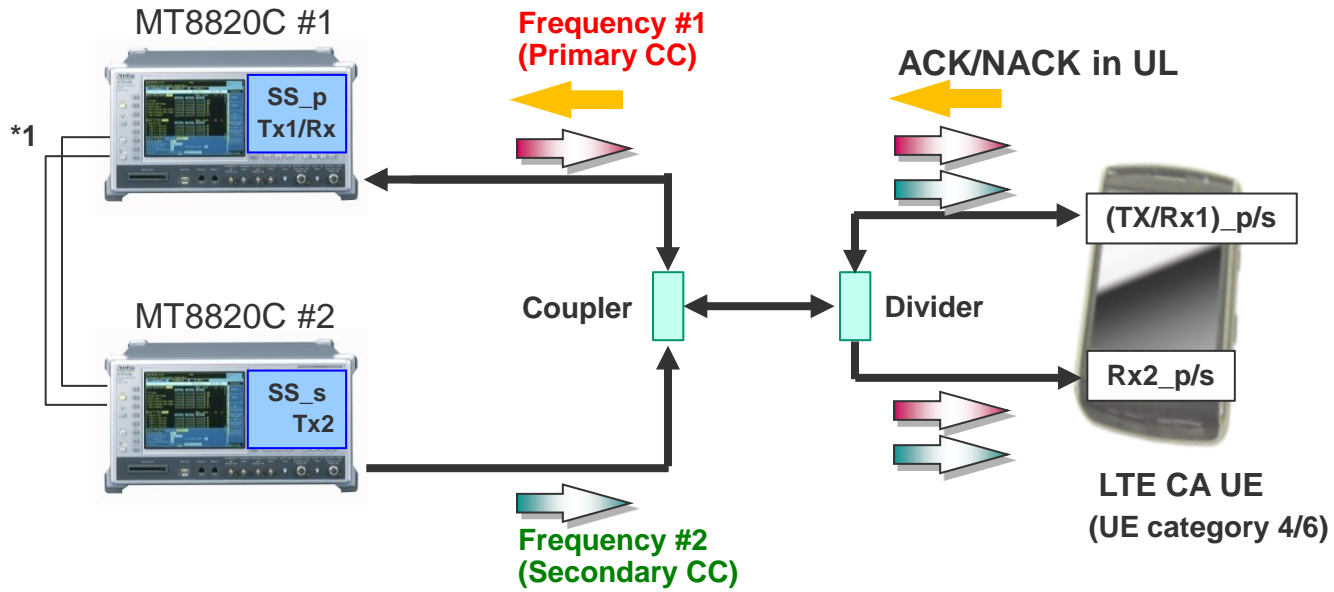 MT8820C #1
SS_p
Tx1/Rx
*1
Frequency #1
(Primary CC)
ACK/NACK in UL
(TX/Rx1)_p/s
Coupler
Divider
MT8820C #2
SS_s
Tx2
Rx2_p/s
Frequency #2
(Secondary CC)
LTE CA UE
(UE category 4/6)